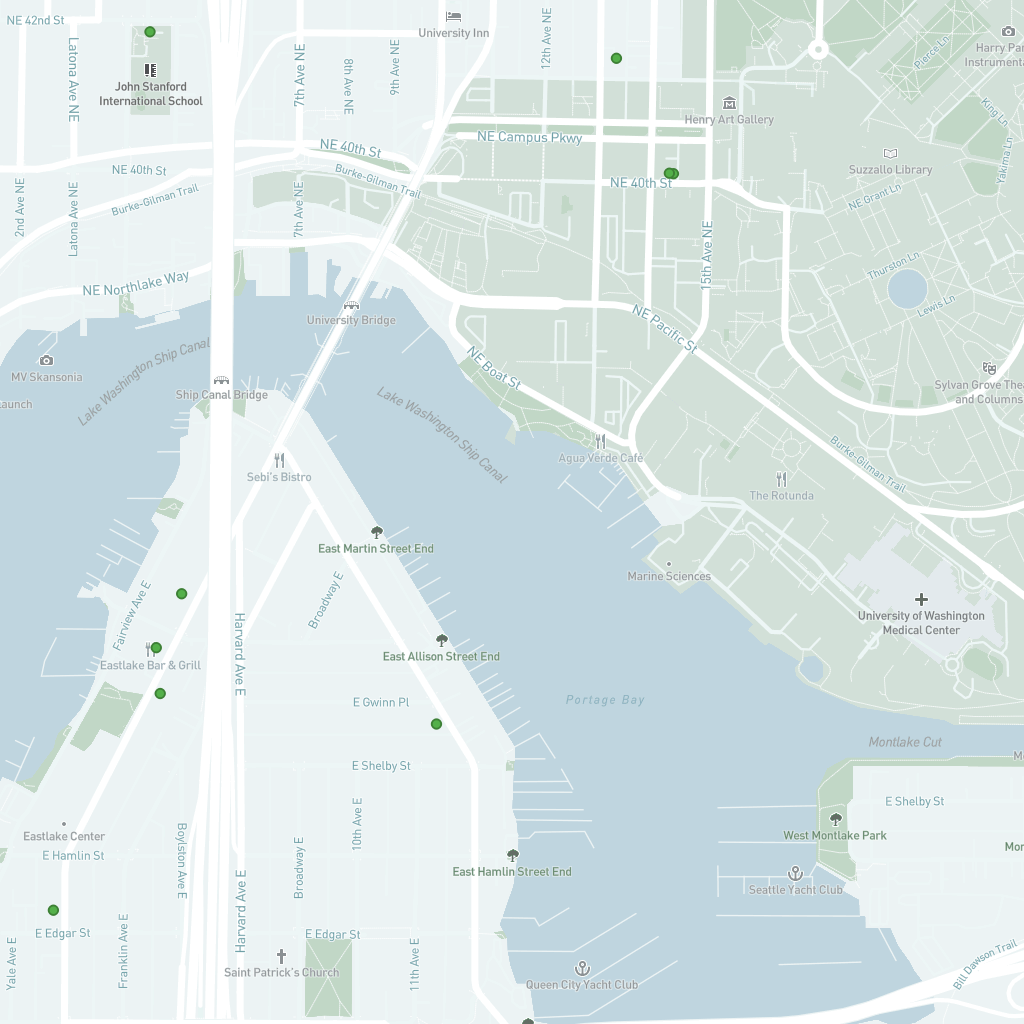 NE 42nd St
University Inn
12th Ave NE
Pierce Ln
Latona Ave NE
7th Ave NE
9th Ave NE
8th Ave NE
John Stanford
International School
Henry Art Gallery
King Ln
Yakima Ln
NE Campus Pkwy
NE 40th St
Suzzallo Library
NE 40th St
Burke-Gilman Trail
NE 40th St
2nd Ave NE
Latona Ave NE
Burke-Gilman Trail
7th Ave NE
NE Grant Ln
15th Ave NE
Thurston Ln
NE Northlake Way
Lewis Ln
University Bridge
NE Pacific St
Lake Washington Ship Canal
MV Skansonia
NE Boat St
Ship Canal Bridge
Lake Washington Ship Canal
Sylvan Grove
and Columns
Agua Verde Café
Burke-Gilman Trail
Sebi's Bistro
The Rotunda
East Martin Street End
Marine Sciences
Fairview Ave E
Broadway E
University of Washington
Medical Center
Harvard Ave E
East Allison Street End
Eastlake Bar & Grill
E Gwinn Pl
Portage Bay
Montlake Cut
E Shelby St
E Shelby St
10th Ave E
West Montlake Park
Eastlake Center
Boylston Ave E
Broadway E
E Hamlin St
East Hamlin Street End
Seattle Yacht Club
Harvard Ave E
Franklin Ave E
E Edgar St
E Edgar St
Yale Ave E
11th Ave E
Bill Dawson Trail
Saint Patrick's Church
Queen City Yacht Club